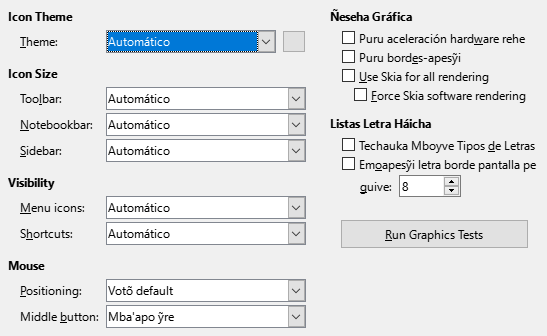 Icon Theme
Theme: Automático
Icon Size
Toolbar: Automático
Notebookbar: Automático
Sidebar: Automático
Visibility
Menu icons: Automático
Shortcuts: Automático
Mouse
Positioning: Votõ default
Middle button: Mba'apo ỹre
Ñeseha Gráfica
Puru aceleración hardware rehe
Puru bordes-apesỹi
Use Skia for all rendering
Force Skia software rendering
Listas Letra Háicha
Techauka Mboyve Tipos de Letras
Emoapesỹi letra borde pantalla pe
guive: 8
Run Graphics Tests